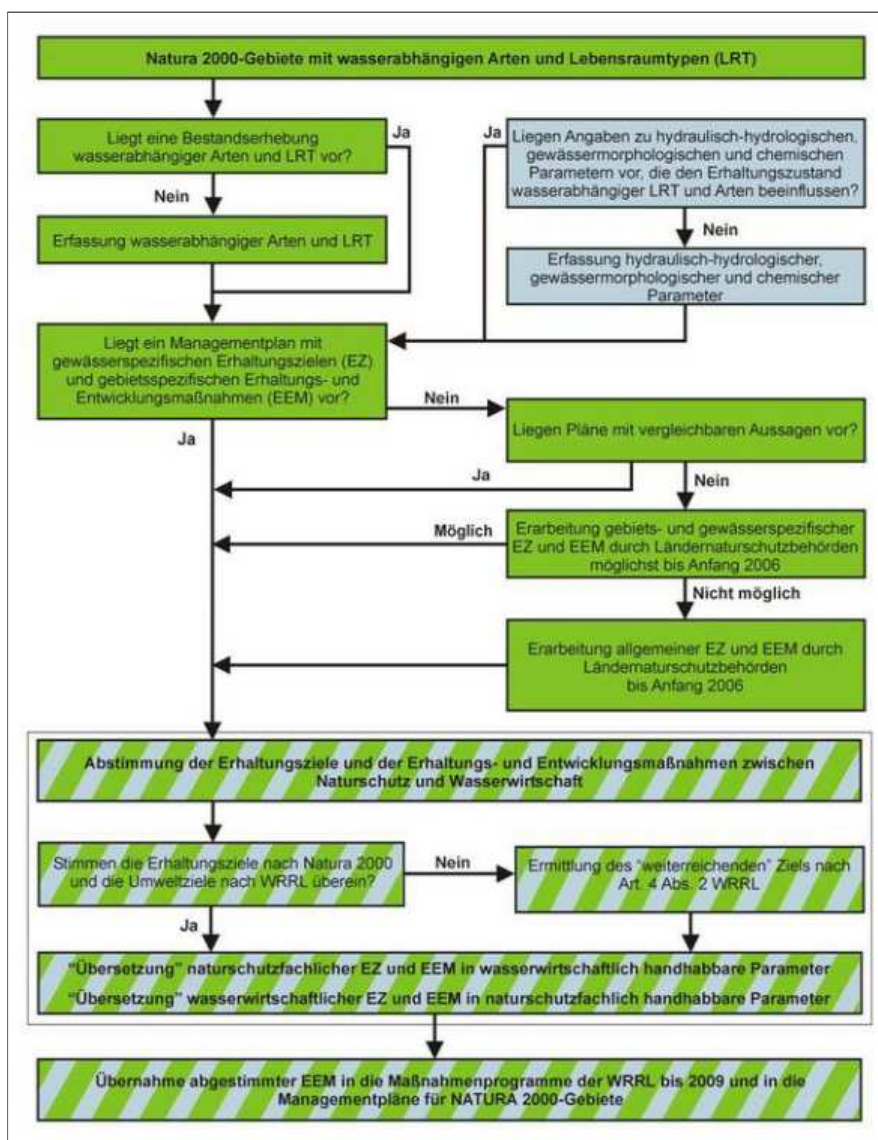 Natura 2000-Gebiete mit wasserabhängigen Arten und Lebensraumtypen (LRT)
Liegt eine Bestandserhebung
wasserabhängiger Arten und LRT vor?
Ja
Nein
Erfassung wasserabhängiger Arten und LRT
Ja
Liegen Angaben zu hydraulisch-hydrologischen,
gewässermorphologischen und chemischen
Parametern vor, die den Erhaltungszustand
wasserabhängiger LRT und Arten beeinflussen?
Nein
Erfassung hydraulisch-hydrologischer,
gewässermorphologischer und chemischer
Parameter
Liegt ein Managementplan mit
gewässerspezifischen Erhaltungszielen (EZ)
und gebietsspezifischen Erhaltungs- und
Entwicklungsmaßnahmen (EEM) vor?
Nein
Ja
Liegen Pläne mit vergleichbaren Aussagen vor?
Ja
Nein
Möglich
Erarbeitung gebiets- und gewässerspezifischer
EZ und EEM durch Ländernaturschutzbehörden
möglichst bis Anfang 2006
Nicht möglich
Erarbeitung allgemeiner EZ und EEM durch
Ländernaturschutzbehörden
bis Anfang 2006
Abstimmung der Erhaltungsziele und der Erhaltungs- und Entwicklungsmaßnahmen zwischen
Naturschutz und Wasserwirtschaft
Stimmen die Erhaltungsziele nach Natura 2000
und die Umweltziele nach WRRL überein?
Nein
Ermittlung des "weiterreichenden" Ziels nach
Art. 4 Abs. 2 WRRL
Ja
"Übersetzung" naturschutzfachlicher EZ und EEM in wasserwirtschaftlich handhabbare Parameter
"Übersetzung" wasserwirtschaftlicher EZ und EEM in naturschutzfachlich handhabbare Parameter
Übernahme abgestimmter EEM in die Maßnahmenprogramme der WRRL bis 2009 und in die
Managementpläne für NATURA 2000-Gebiete